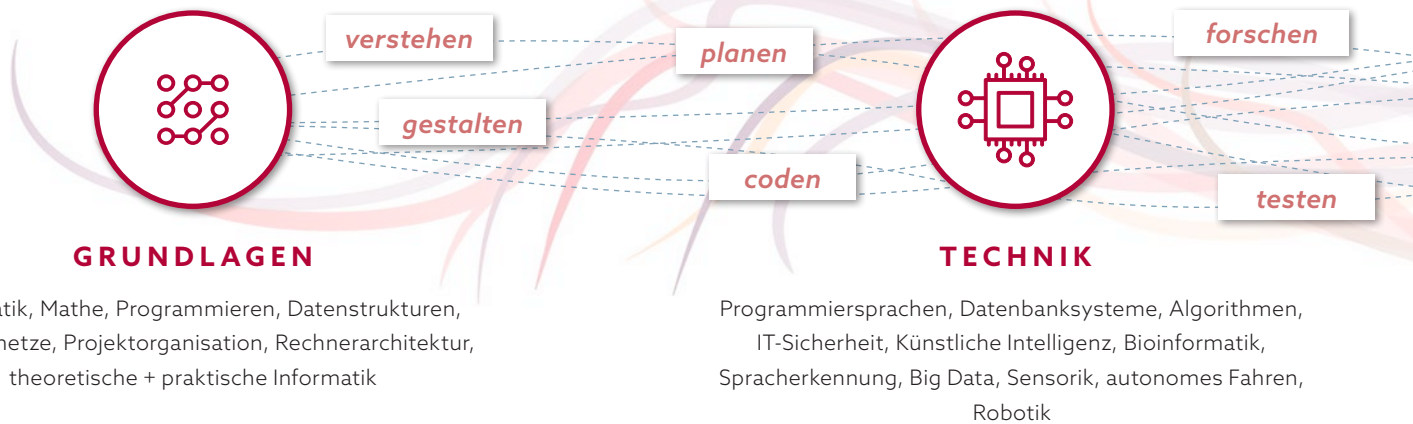 verstehen
gestalten
planen
coden
forschen
testen
GRUNDLAGEN
Mathe, Programmieren, Datenstrukturen,
Projektorganisation, Rechnerarchitektur,
theoretische + praktische Informatik
TECHNIK
Programmiersprachen, Datenbanksysteme, Algorithmen,
IT-Sicherheit, Künstliche Intelligenz, Bioinformatik,
Spracherkennung, Big Data, Sensorik, autonomes Fahren,
Robotik